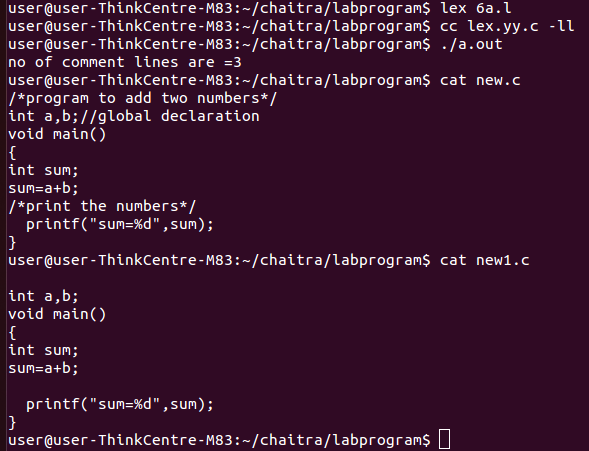 user@user-ThinkCentre-M83:~/chaitra/labprogram$ lex 6a.l
user@user-ThinkCentre-M83:~/chaitra/labprogram$ cc lex.yy.c -ll
user@user-ThinkCentre-M83:~/chaitra/labprogram$ ./a.out
no of comment lines are =3
user@user-ThinkCentre-M83:~/chaitra/labprogram$ cat new.c
/*program to add two numbers*/
int a,b;//global declaration
void main()
{
int sum;
sum=a+b;
/*print the numbers*/
  printf("sum=%d",sum);
}
user@user-ThinkCentre-M83:~/chaitra/labprogram$ cat new1.c

int a,b;
void main()
{
int sum;
sum=a+b;

  printf("sum=%d",sum);
}
user@user-ThinkCentre-M83:~/chaitra/labprogram$